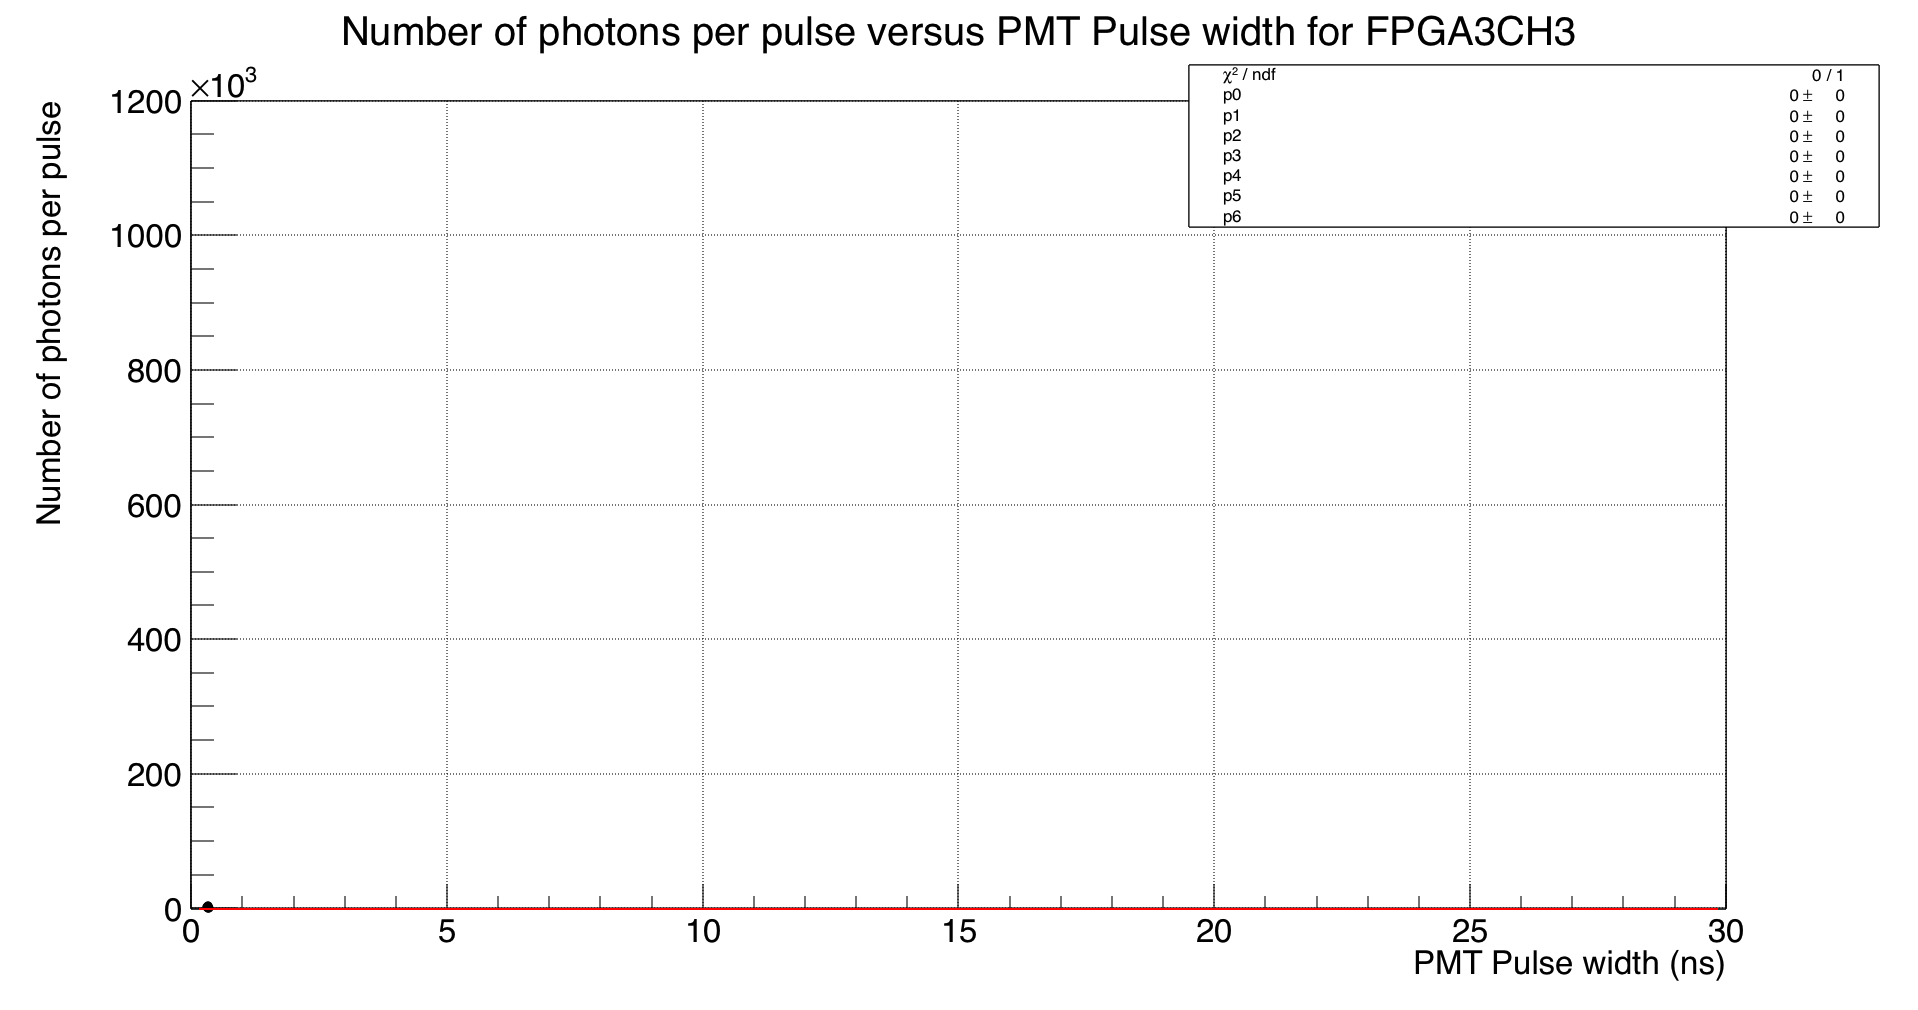 Number of photons per pulse versus PMT Pulse width for FPGA3CH3
×10³
χ² / ndf 0 / 1
p0 0 ± 0
p1 0 ± 0
p2 0 ± 0
p3 0 ± 0
p4 0 ± 0
p5 0 ± 0
p6 0 ± 0
Number of photons per pulse
1200
1000
800
600
400
200
0
0 5 10 15 20 25 30
PMT Pulse width (ns)